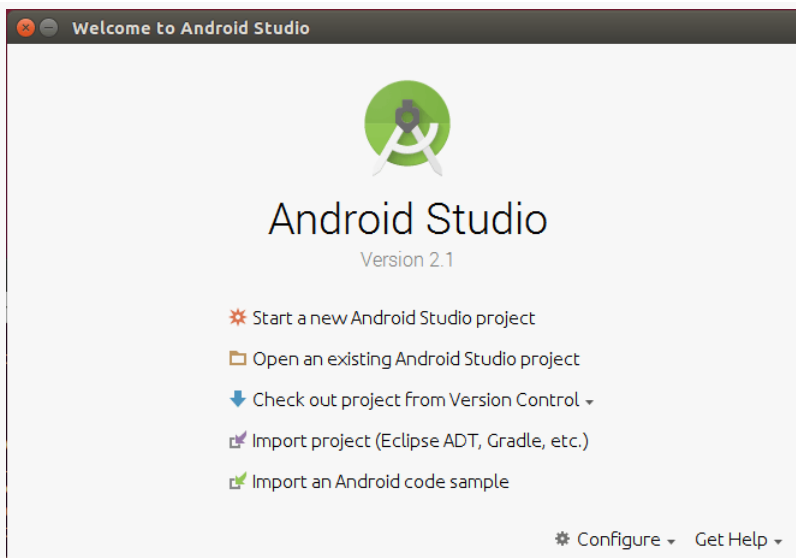 Welcome to Android Studio
Android Studio
Version 2.1
Start a new Android Studio project
Open an existing Android Studio project
Check out project from Version Control
Import project (Eclipse ADT, Gradle, etc.)
Import an Android code sample
Configure Get Help